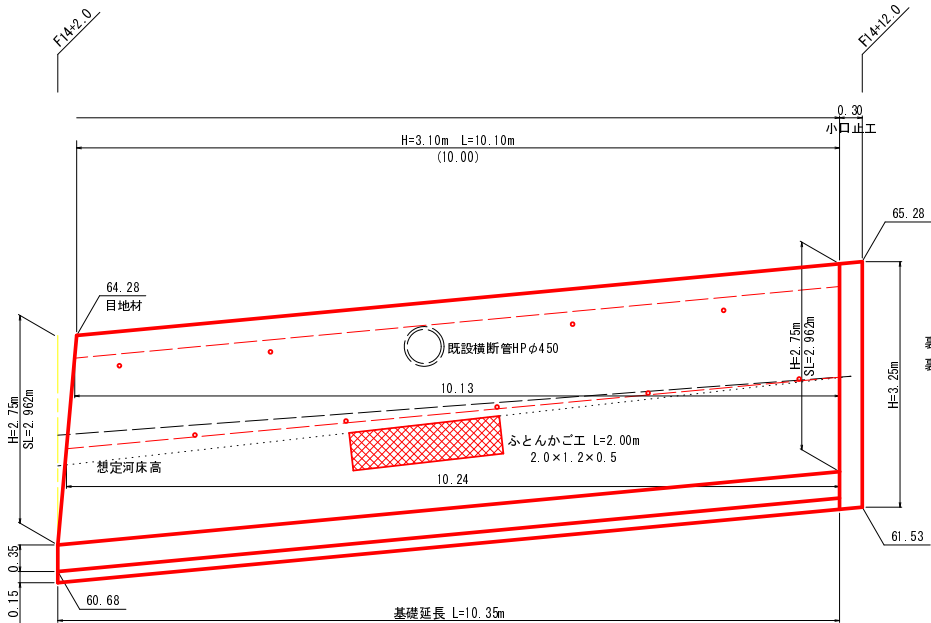 F14+2.0
F14+12.0
0.30
小口止工
H=3.10m L=10.10m
(10.00)
65.28
64.28
目地材
既設横断管HPφ450
H=2.75m
SL=2.962m
H=2.75m
SL=2.962m
H=3.25m
10.13
ふとんかご工 L=2.00m
2.0×1.2×0.5
想定河床高
10.24
61.53
0.35
0.15
60.68
基礎延長 L=10.35m